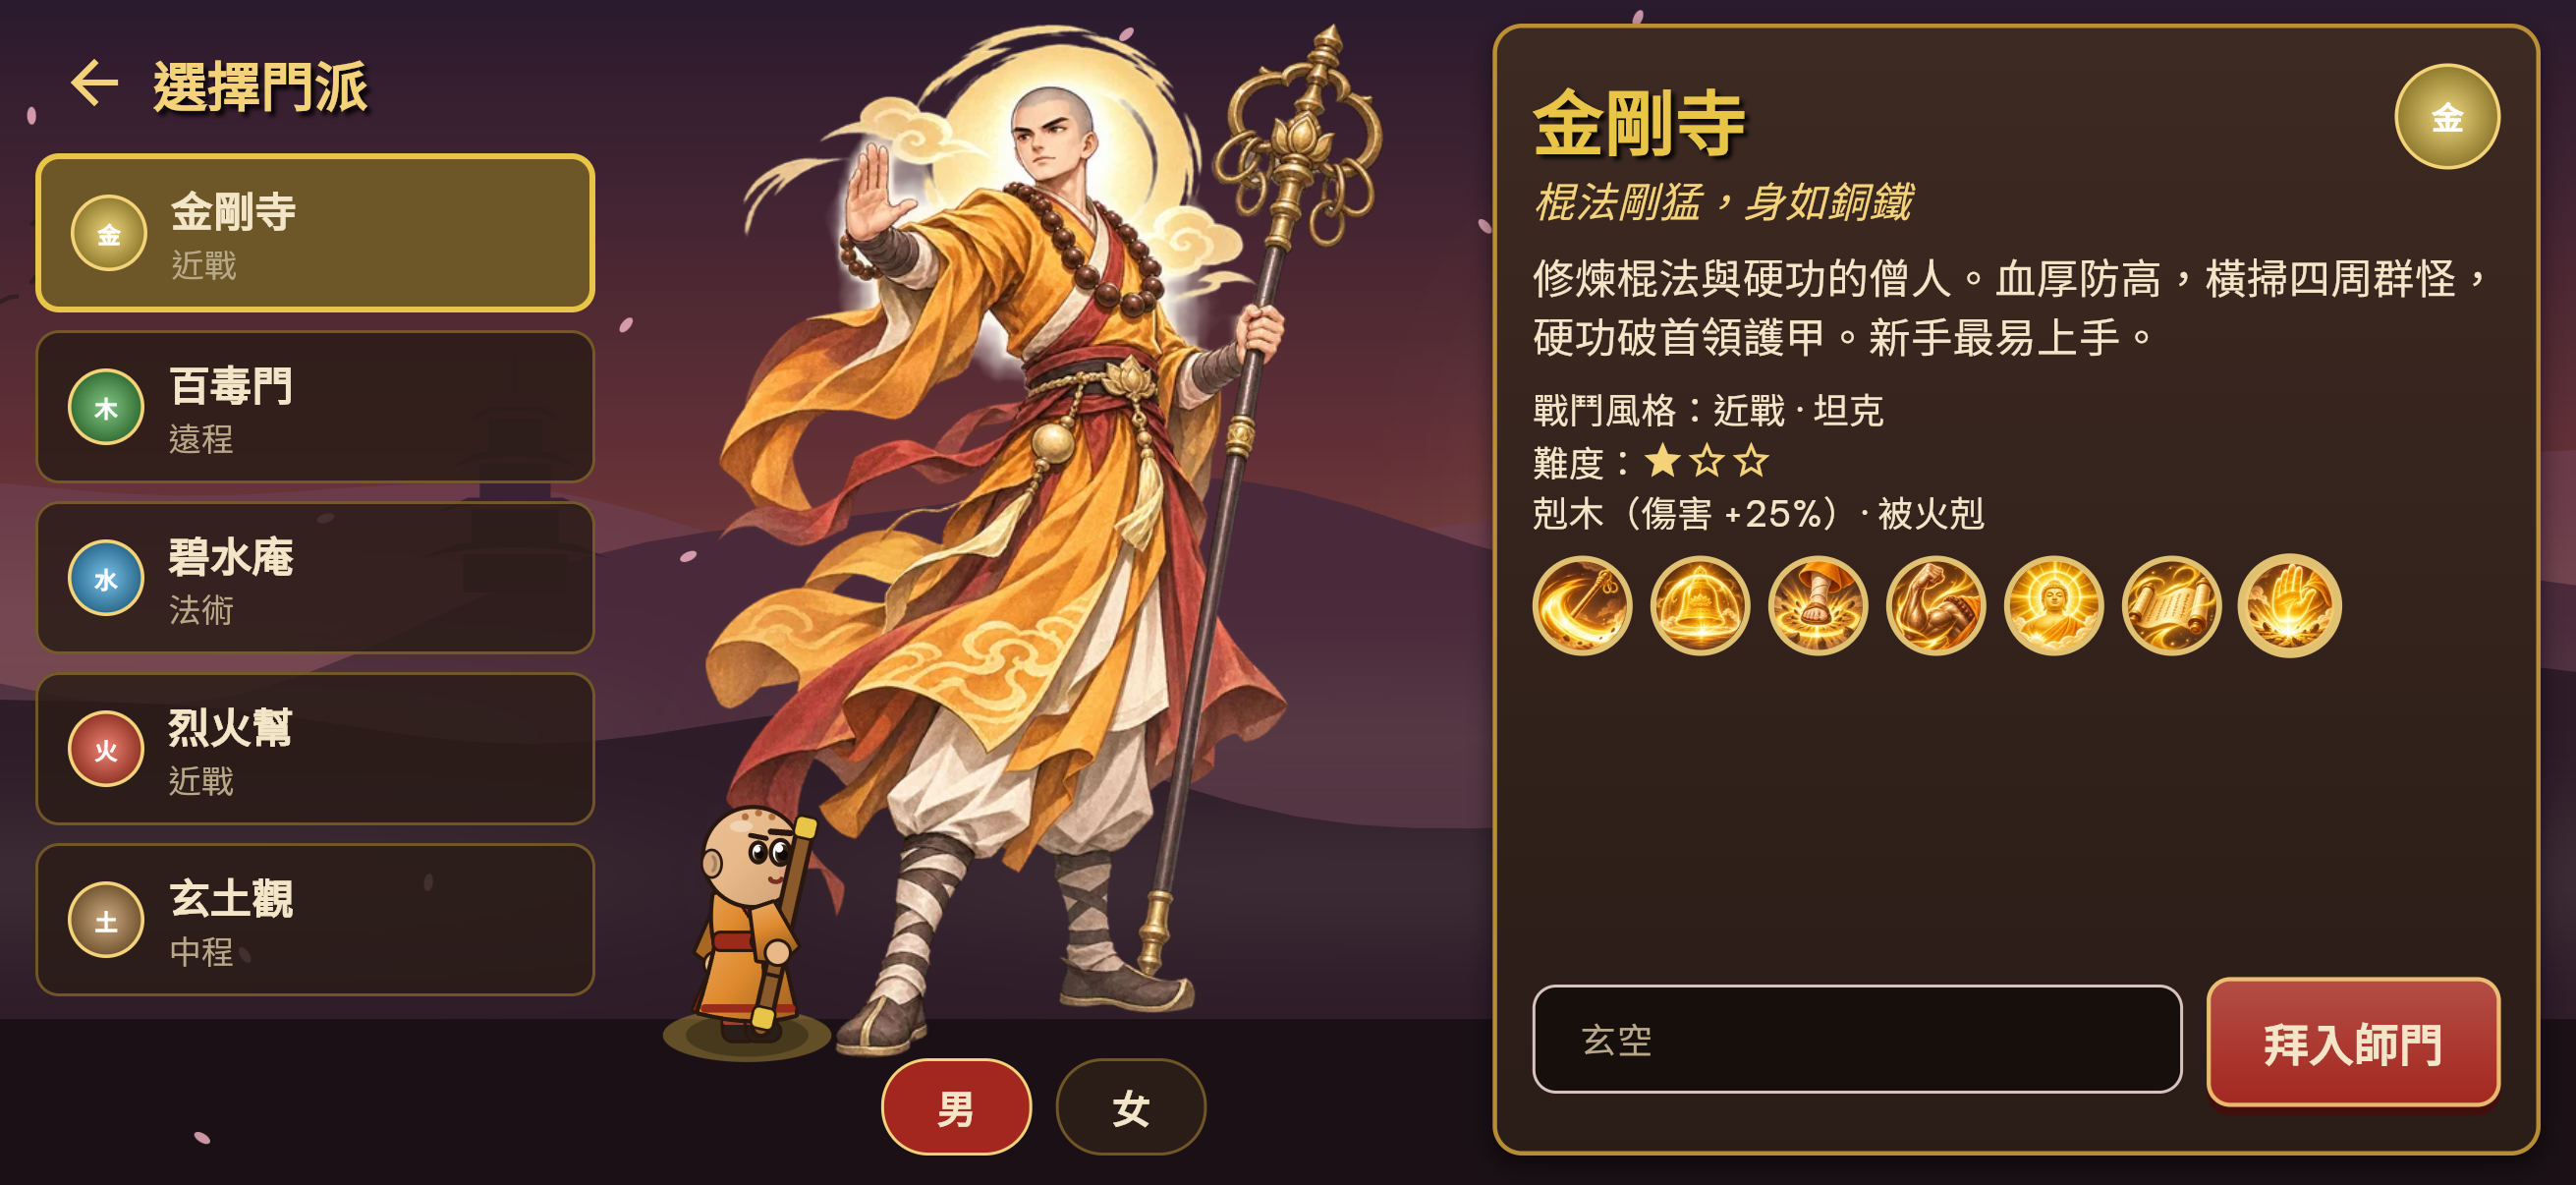 選擇門派
金
金剛寺
近戰
木
百毒門
遠程
水
碧水庵
法術
火
烈火幫
近戰
土
玄土觀
中程
男
女
金剛寺
金
棍法剛猛，身如銅鐵
修煉棍法與硬功的僧人。血厚防高，橫掃四周群怪，
硬功破首領護甲。新手最易上手。
戰鬥風格：近戰 · 坦克
難度：★☆☆
剋木（傷害 +25%）· 被火剋
玄空
拜入師門